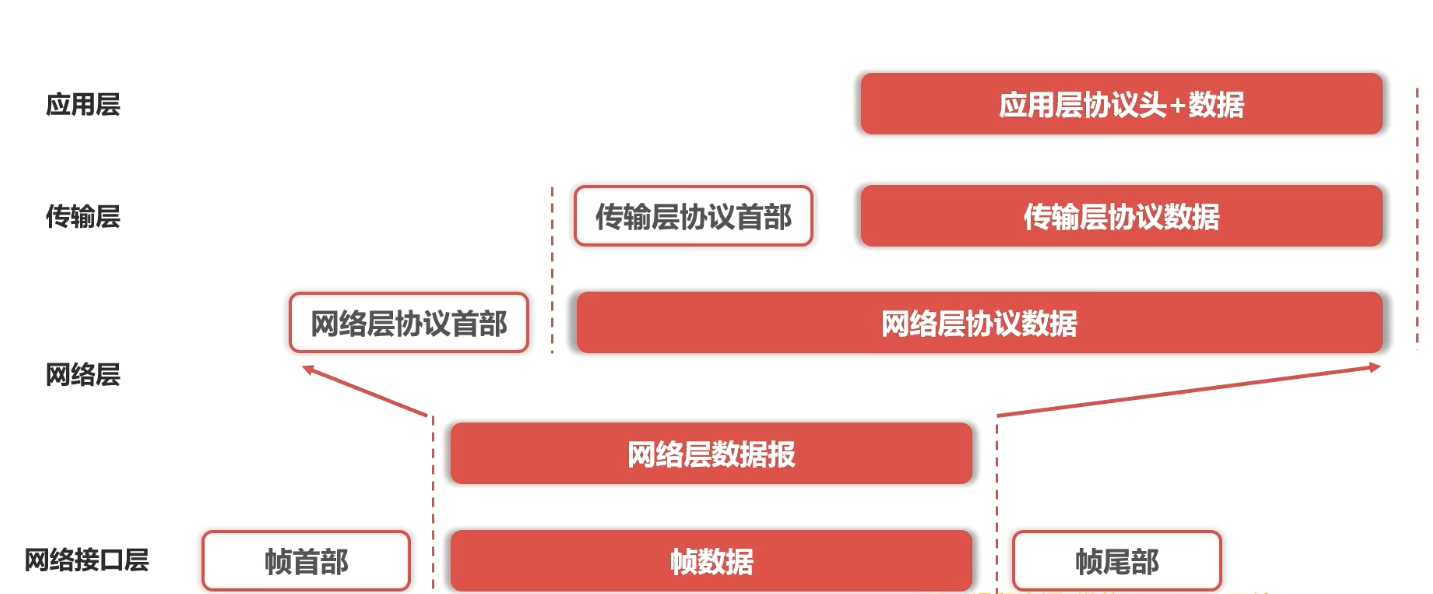 应用层
应用层协议头+数据
传输层
传输层协议首部
传输层协议数据
网络层协议首部
网络层协议数据
网络层
网络层数据报
网络接口层
帧首部
帧数据
帧尾部